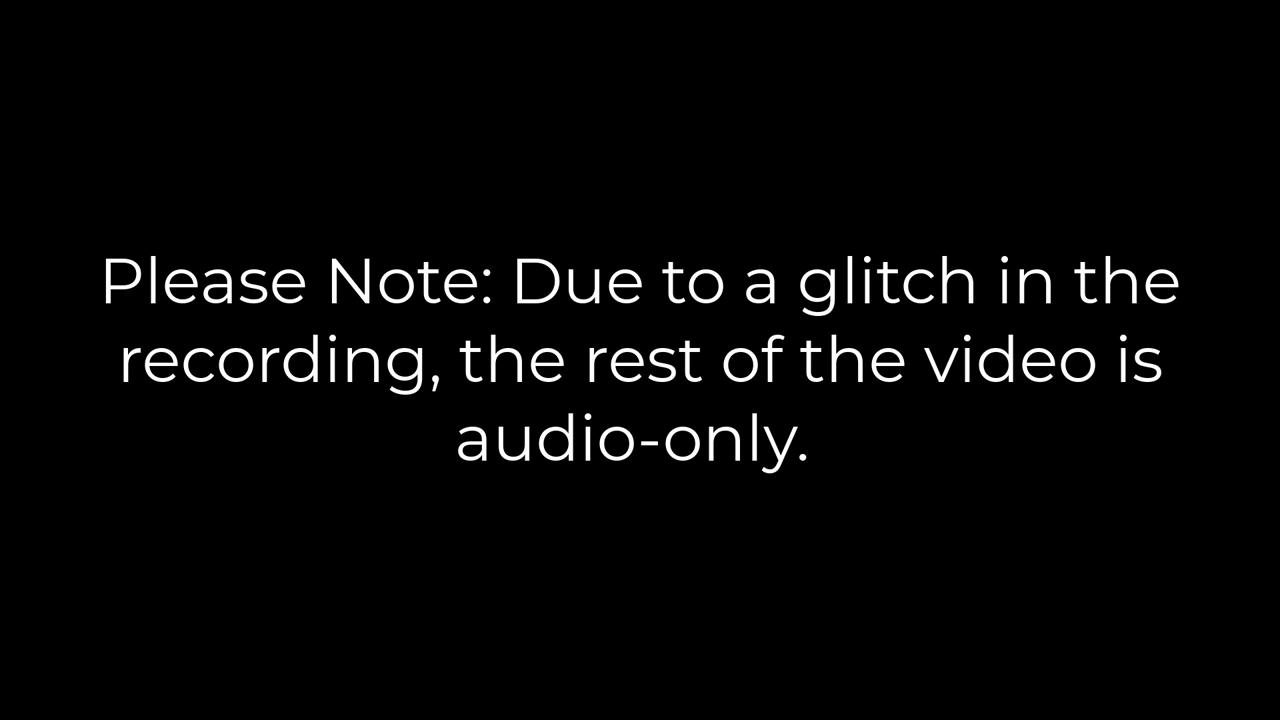 Please Note: Due to a glitch in the
recording, the rest of the video is
audio-only.